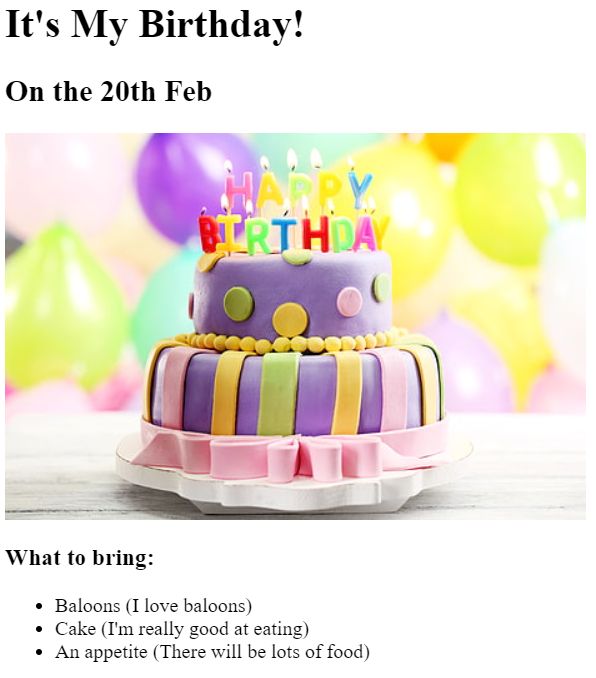 It's My Birthday!
On the 20th Feb
HAPPY
BIRTHDAY
What to bring:
Baloons (I love baloons)
Cake (I'm really good at eating)
An appetite (There will be lots of food)